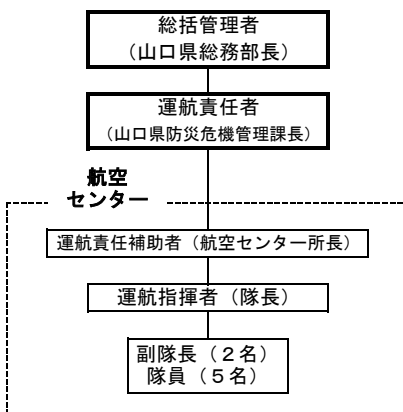 総括管理者
（山口県総務部長）
運航責任者
（山口県防災危機管理課長）
航空
センター
運航責任補助者（航空センター所長）
運航指揮者（隊長）
副隊長（２名）
隊員（５名）